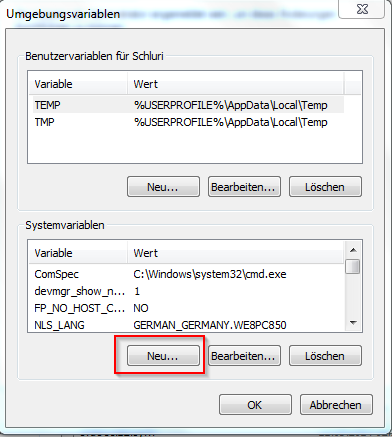 Umgebungsvariablen
Benutzervariablen für Schluri
Variable Wert
TEMP %USERPROFILE%\AppData\Local\Temp
TMP %USERPROFILE%\AppData\Local\Temp
Neu... Bearbeiten... Löschen
Systemvariablen
Variable Wert
ComSpec C:\Windows\system32\cmd.exe
devmgr_show_n... 1
FP_NO_HOST_C... NO
NLS_LANG GERMAN_GERMANY.WE8PC850
Neu... Bearbeiten... Löschen
OK Abbrechen